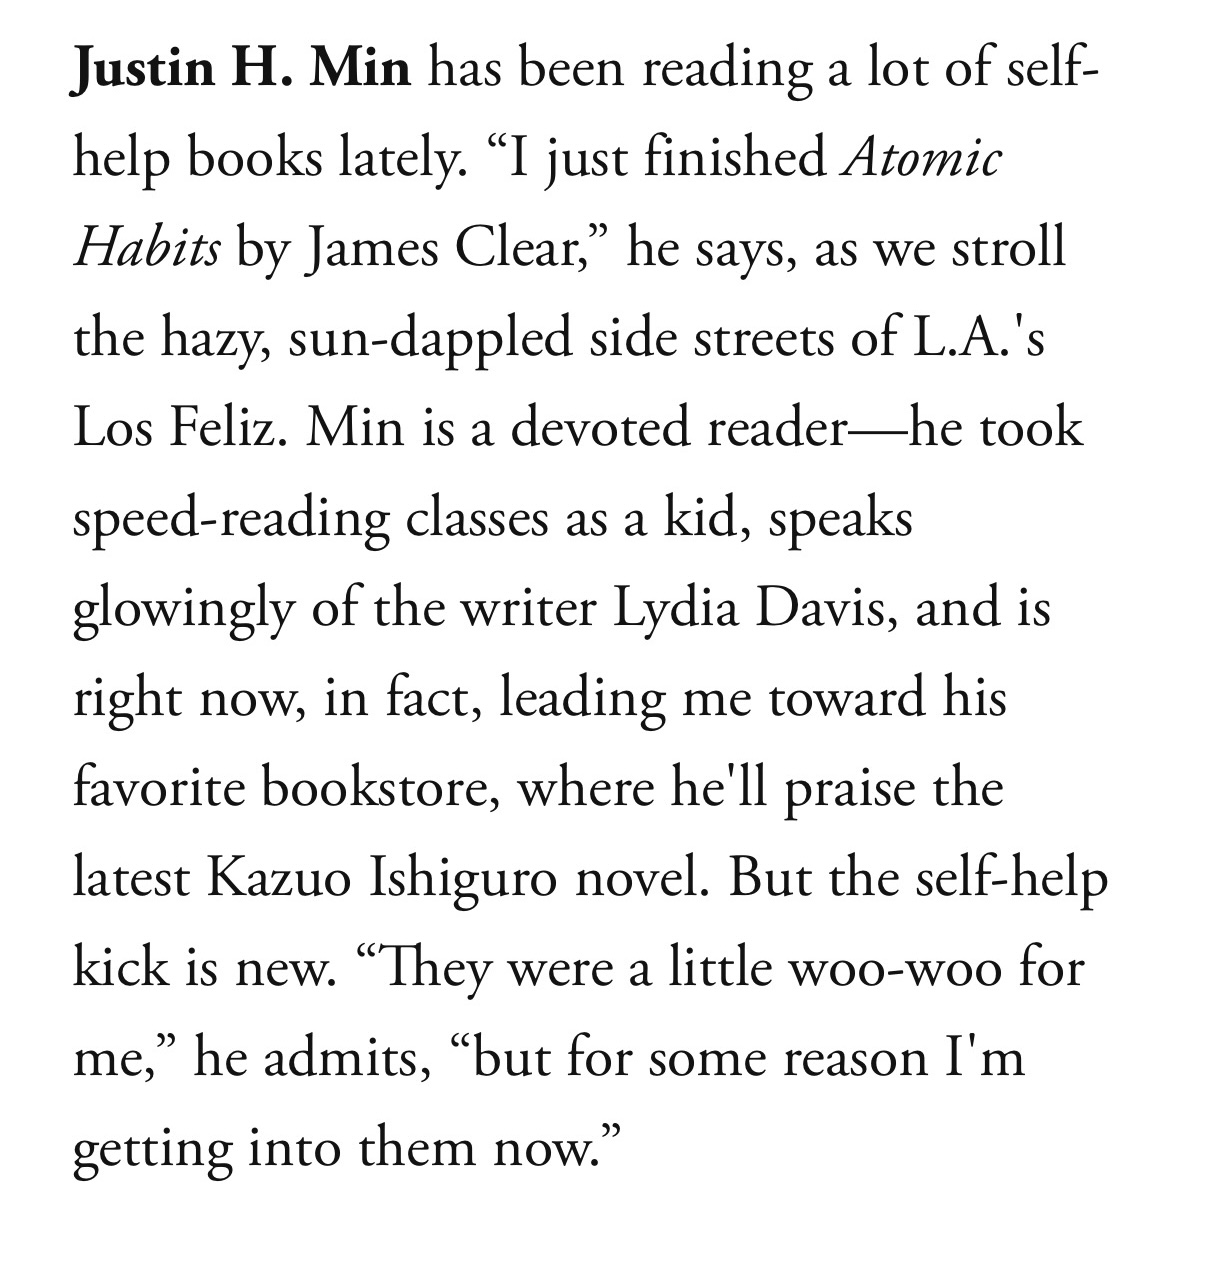 Justin H. Min has been reading a lot of self-
help books lately. “I just finished Atomic
Habits by James Clear,” he says, as we stroll
the hazy, sun-dappled side streets of L.A.'s
Los Feliz. Min is a devoted reader—he took
speed-reading classes as a kid, speaks
glowingly of the writer Lydia Davis, and is
right now, in fact, leading me toward his
favorite bookstore, where he'll praise the
latest Kazuo Ishiguro novel. But the self-help
kick is new. “They were a little woo-woo for
me,” he admits, “but for some reason I'm
getting into them now.”